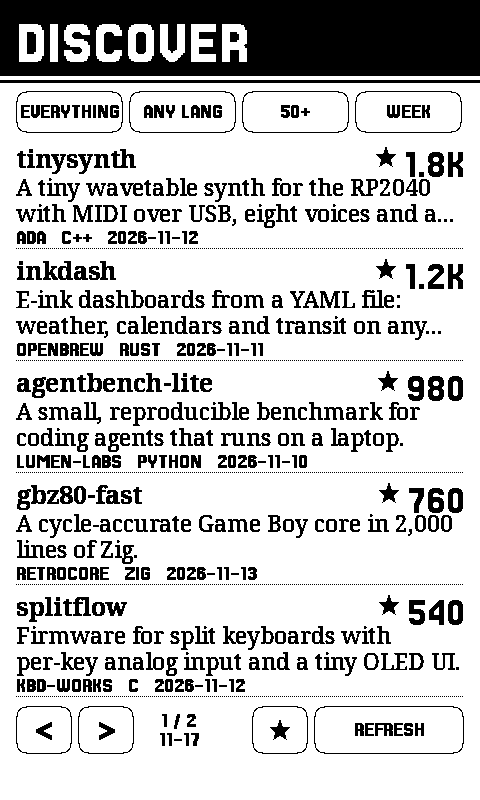 DISCOVER
EVERYTHING ANY LANG 50+ WEEK
tinysynth ★ 1.8K
A tiny wavetable synth for the RP2040
with MIDI over USB, eight voices and a...
ADA C++ 2026-11-12
inkdash ★ 1.2K
E-ink dashboards from a YAML file:
weather, calendars and transit on any...
OPENBREW RUST 2026-11-11
agentbench-lite ★ 980
A small, reproducible benchmark for
coding agents that runs on a laptop.
LUMEN-LABS PYTHON 2026-11-10
gbz80-fast ★ 760
A cycle-accurate Game Boy core in 2,000
lines of Zig.
RETROCORE ZIG 2026-11-13
splitflow ★ 540
Firmware for split keyboards with
per-key analog input and a tiny OLED UI.
KBD-WORKS C 2026-11-12
< > 1 / 2 ★ REFRESH
11-17